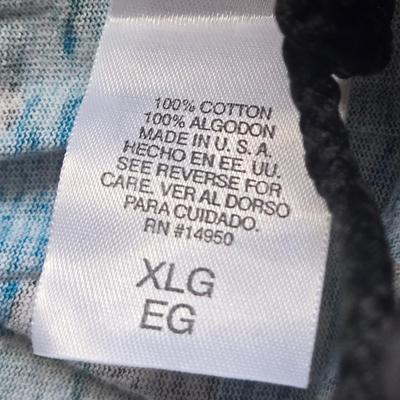 100% COTTON
100% ALGODON
MADE IN U. S. A.
HECHO EN EE. UU.
SEE REVERSE FOR
CARE. VER AL DORSO
PARA CUIDADO.
RN #14950
XLG
EG